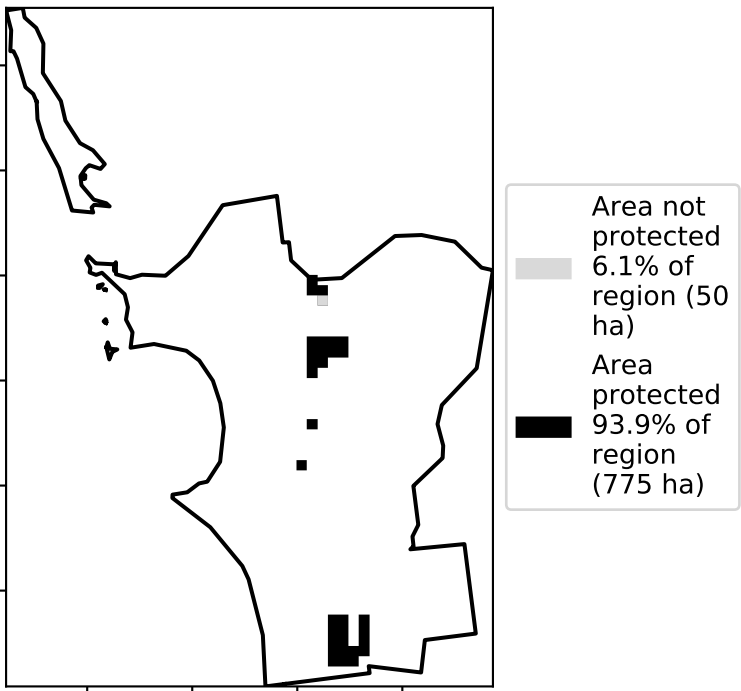 Area not
protected
6.1% of
region (50
ha)
Area
protected
93.9% of
region
(775 ha)